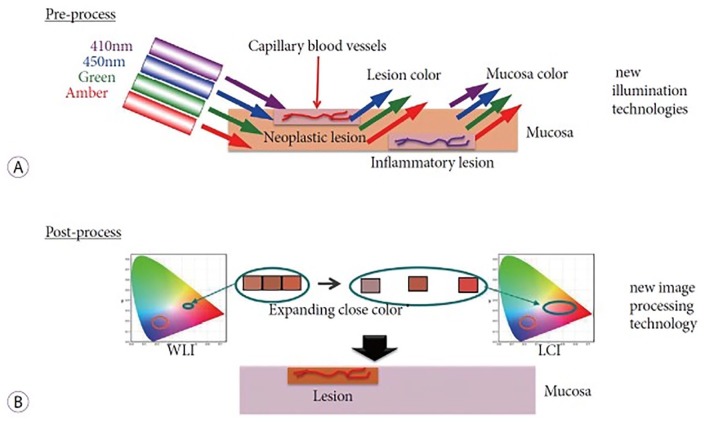 Pre-process
410nm
450nm
Green
Amber
Capillary blood vessels
Lesion color
Mucosa color
new
illumination
technologies
Neoplastic lesion
Mucosa
Inflammatory lesion
A
Post-process
Expanding close color
WLI
LCI
new image
processing
technology
Lesion
Mucosa
B